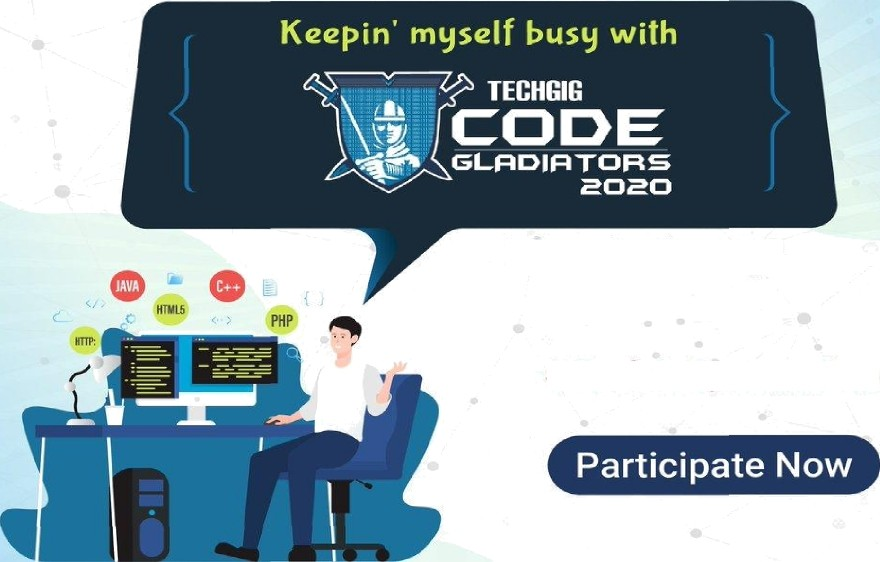 Keepin' myself busy with
TECHGIG
CODE
GLADIATORS
2020
JAVA
C++
HTML5
PHP
HTTP:
Participate Now